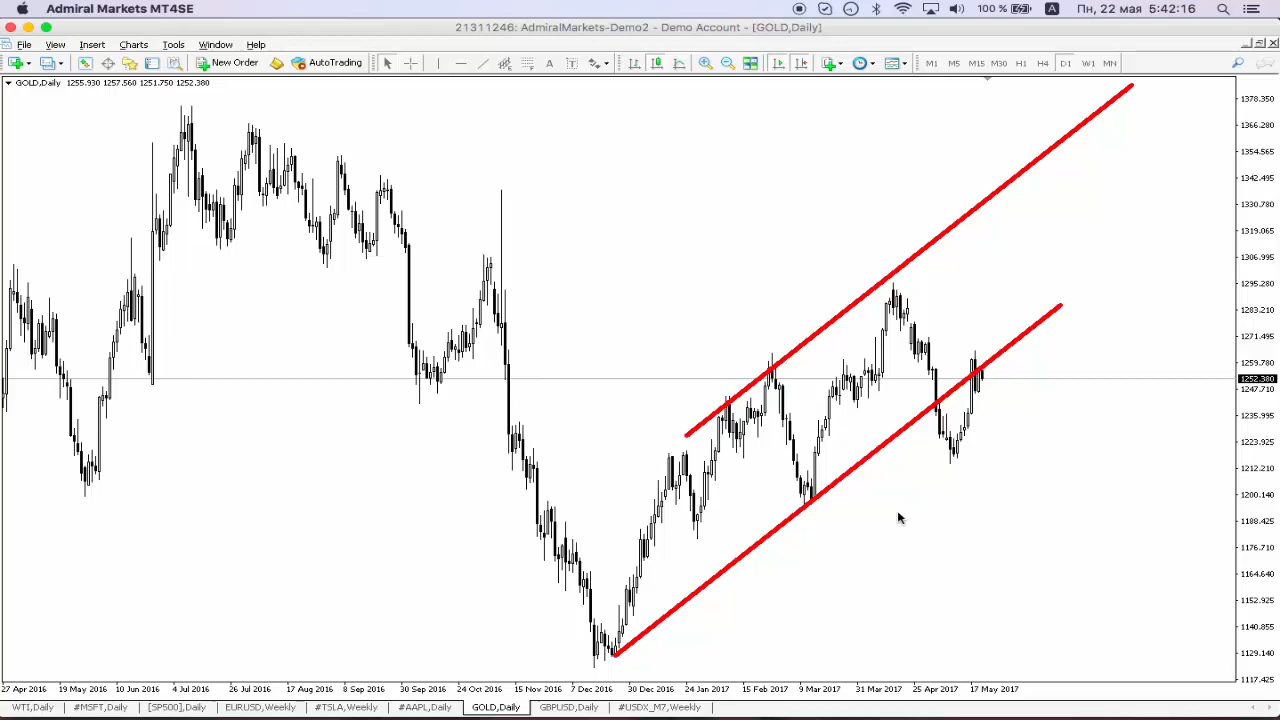 Admiral Markets MT4SE
100 %
A
Пн, 22 мая 5:42:16
21311246: AdmiralMarkets-Demo2 - Demo Account - [GOLD,Daily]
File View Insert Charts Tools Window Help
New Order AutoTrading A T M1 M5 M15 M30 H1 H4 D1 W1 MN
GOLD,Daily 1255.930 1257.560 1251.750 1252.380
1378.350
1366.280
1354.565
1342.495
1330.780
1319.065
1306.995
1295.280
1283.210
1271.495
1259.780
1252.380
1247.710
1235.995
1223.925
1212.210
1200.140
1188.425
1176.710
1164.640
1152.925
1140.855
1129.140
1117.425
27 Apr 2016 19 May 2016 10 Jun 2016 4 Jul 2016 26 Jul 2016 17 Aug 2016 8 Sep 2016 30 Sep 2016 24 Oct 2016 15 Nov 2016 7 Dec 2016 30 Dec 2016 24 Jan 2017 15 Feb 2017 9 Mar 2017 31 Mar 2017 25 Apr 2017 17 May 2017
WTI,Daily #MSFT,Daily [SP500],Daily EURUSD,Weekly #TSLA,Weekly #AAPL,Daily GOLD,Daily GBPUSD,Daily #USDX_M7,Weekly